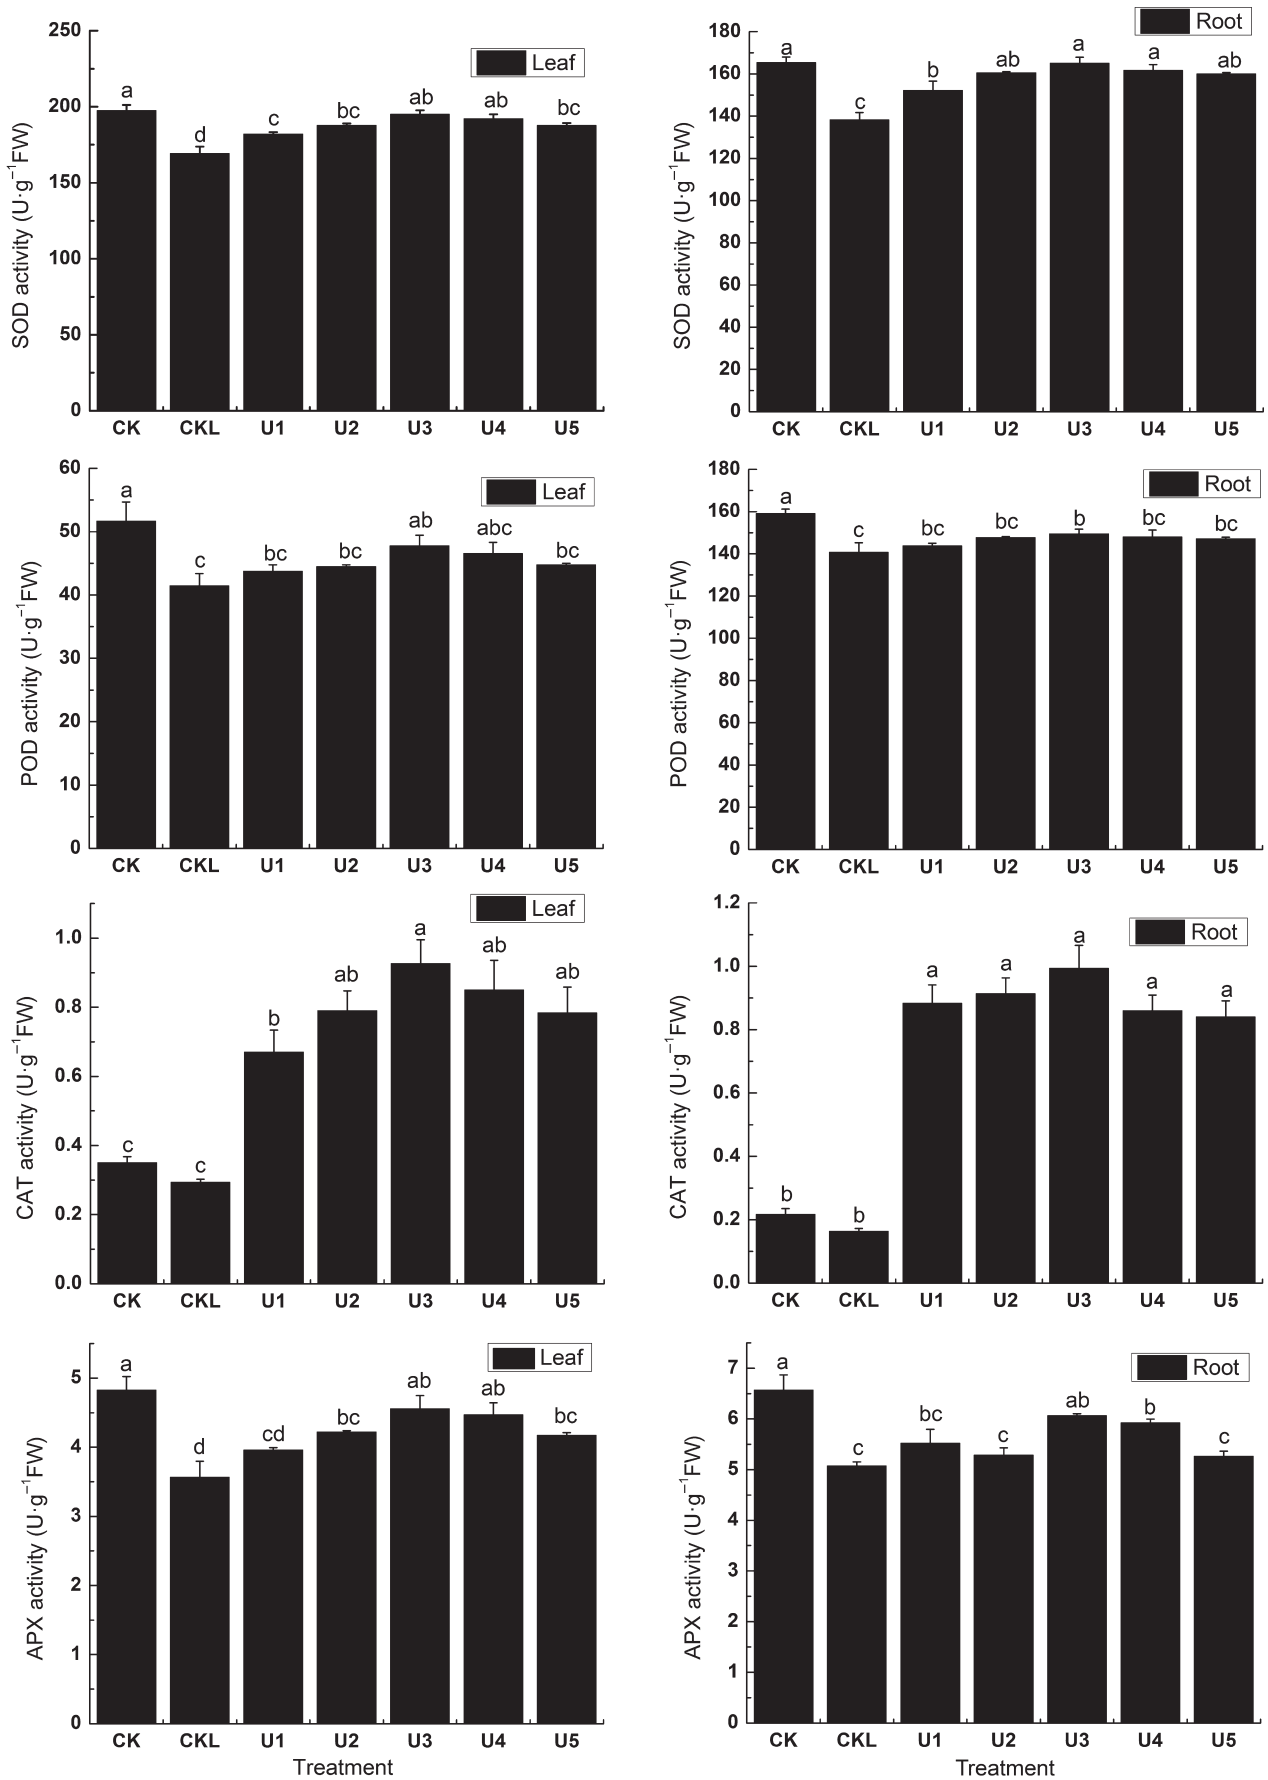 Leaf
SOD activity (U·g⁻¹FW)
250
200
150
100
50
0
a
d
c
bc
ab
ab
bc
CK CKL U1 U2 U3 U4 U5
Root
SOD activity (U·g⁻¹FW)
180
160
140
120
100
80
60
40
20
0
a
c
b
ab
a
a
ab
CK CKL U1 U2 U3 U4 U5
Leaf
POD activity (U·g⁻¹FW)
60
50
40
30
20
10
0
a
c
bc
bc
ab
abc
bc
CK CKL U1 U2 U3 U4 U5
Root
POD activity (U·g⁻¹FW)
180
160
140
120
100
80
60
40
20
0
a
c
bc
bc
b
bc
bc
CK CKL U1 U2 U3 U4 U5
Leaf
CAT activity (U·g⁻¹FW)
1.0
0.8
0.6
0.4
0.2
0.0
c
c
b
ab
a
ab
ab
CK CKL U1 U2 U3 U4 U5
Root
CAT activity (U·g⁻¹FW)
1.2
1.0
0.8
0.6
0.4
0.2
0.0
b
b
a
a
a
a
a
CK CKL U1 U2 U3 U4 U5
Leaf
APX activity (U·g⁻¹FW)
5
4
3
2
1
0
a
d
cd
bc
ab
ab
bc
CK CKL U1 U2 U3 U4 U5
Treatment
Root
APX activity (U·g⁻¹FW)
7
6
5
4
3
2
1
0
a
c
bc
c
ab
b
c
CK CKL U1 U2 U3 U4 U5
Treatment